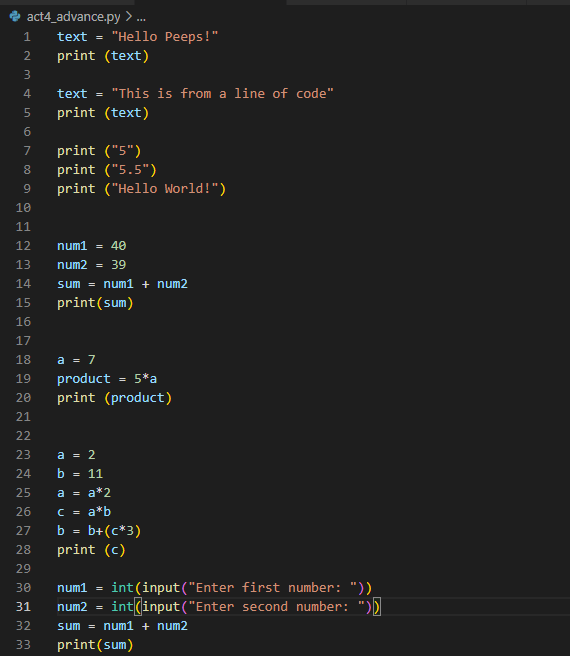 act4_advance.py > ...
1 text = "Hello Peeps!"
2 print (text)
3
4 text = "This is from a line of code"
5 print (text)
6
7 print ("5")
8 print ("5.5")
9 print ("Hello World!")
10
11
12 num1 = 40
13 num2 = 39
14 sum = num1 + num2
15 print(sum)
16
17
18 a = 7
19 product = 5*a
20 print (product)
21
22
23 a = 2
24 b = 11
25 a = a*2
26 c = a*b
27 b = b+(c*3)
28 print (c)
29
30 num1 = int(input("Enter first number: "))
31 num2 = int(input("Enter second number: "))
32 sum = num1 + num2
33 print(sum)